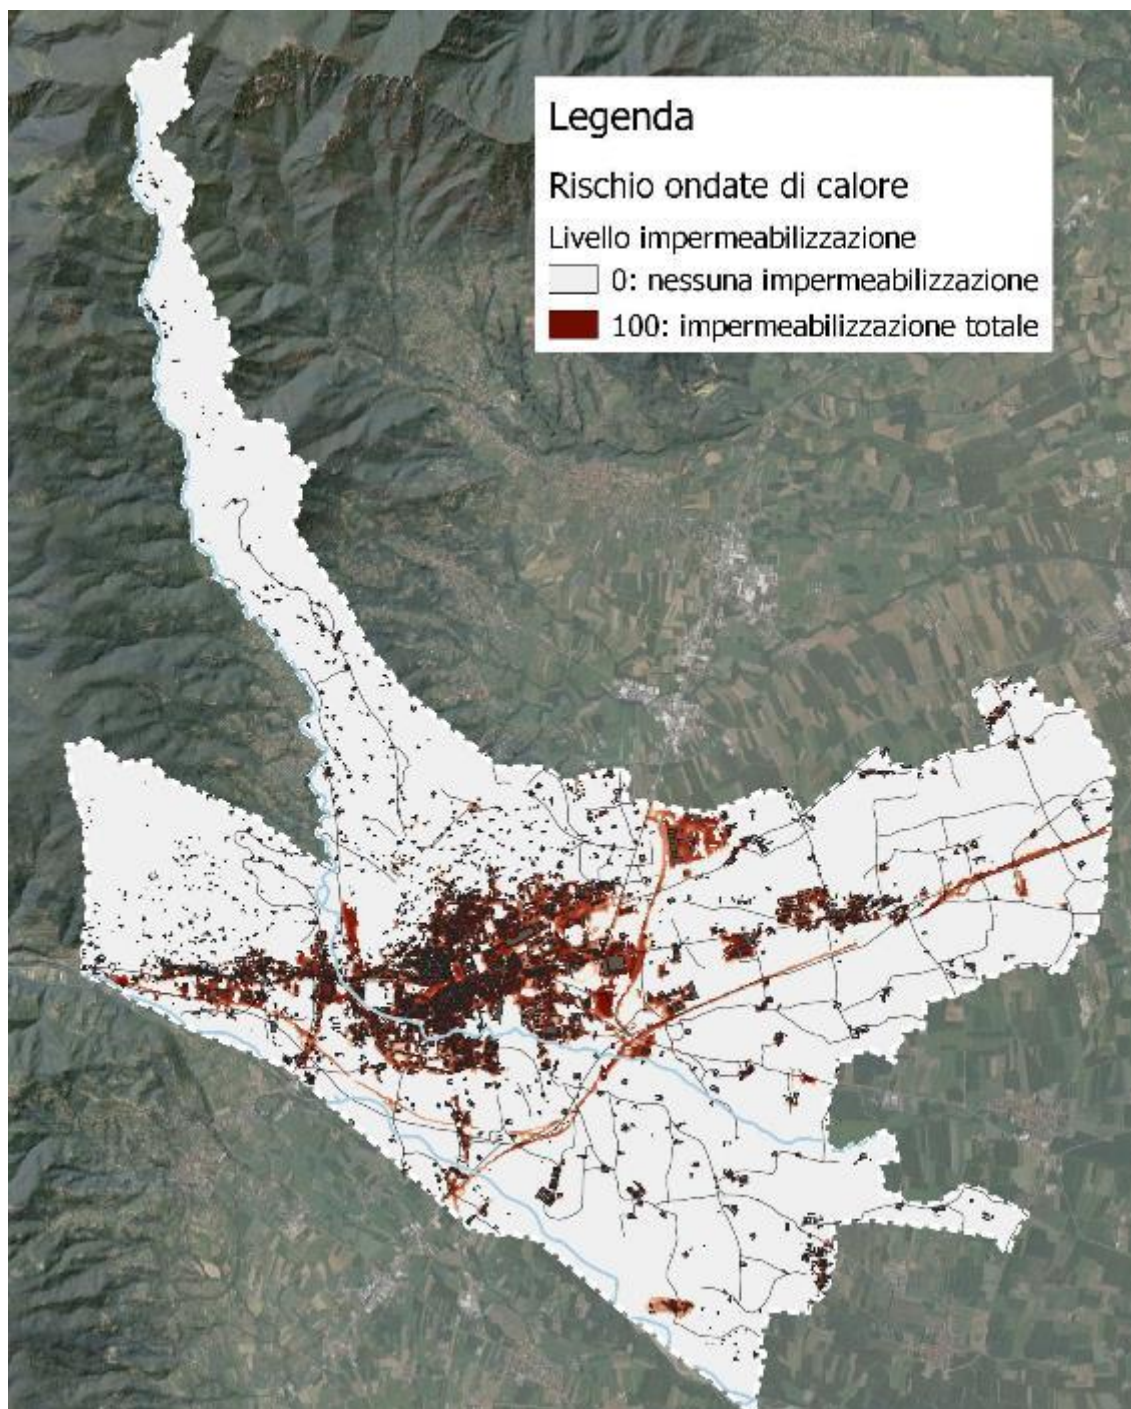 Legenda
Rischio ondate di calore
Livello impermeabilizzazione
0: nessuna impermeabilizzazione
100: impermeabilizzazione totale